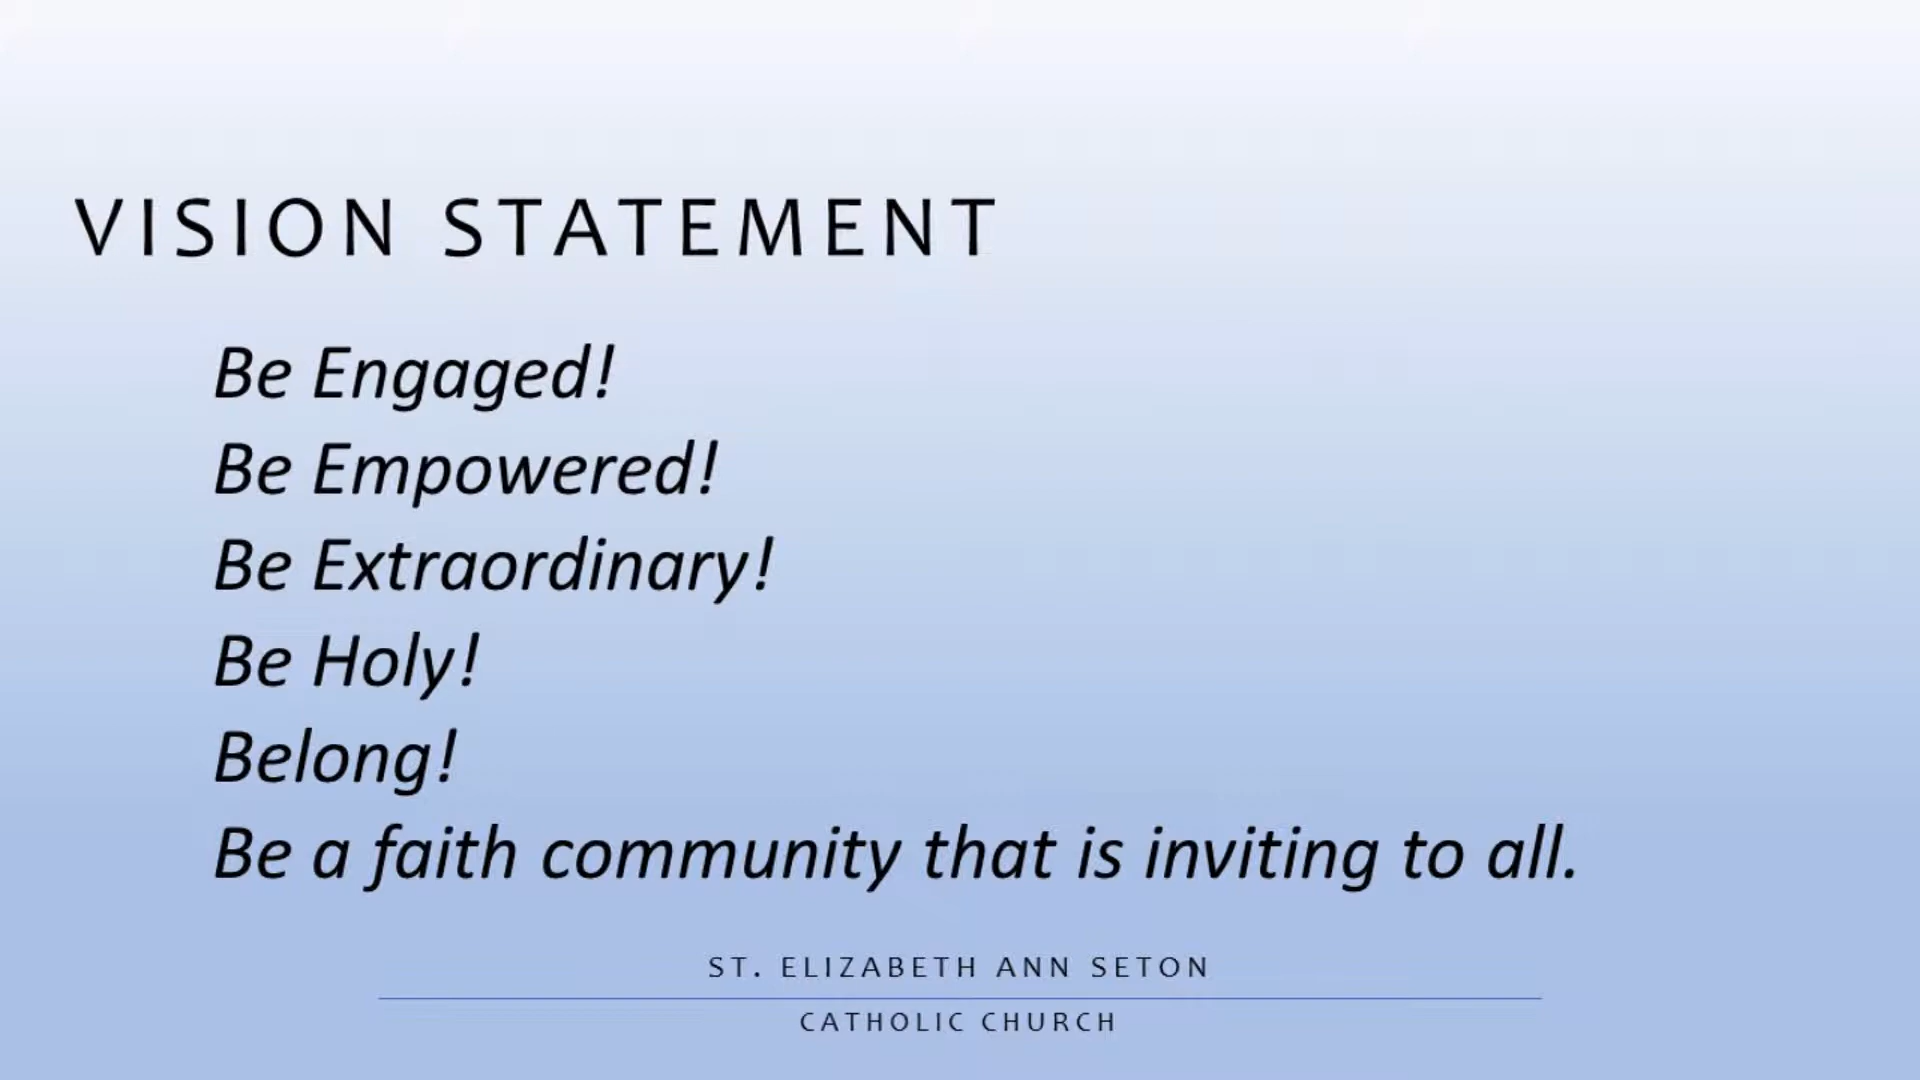 VISION STATEMENT
Be Engaged!
Be Empowered!
Be Extraordinary!
Be Holy!
Belong!
Be a faith community that is inviting to all.
ST. ELIZABETH ANN SETON
CATHOLIC CHURCH